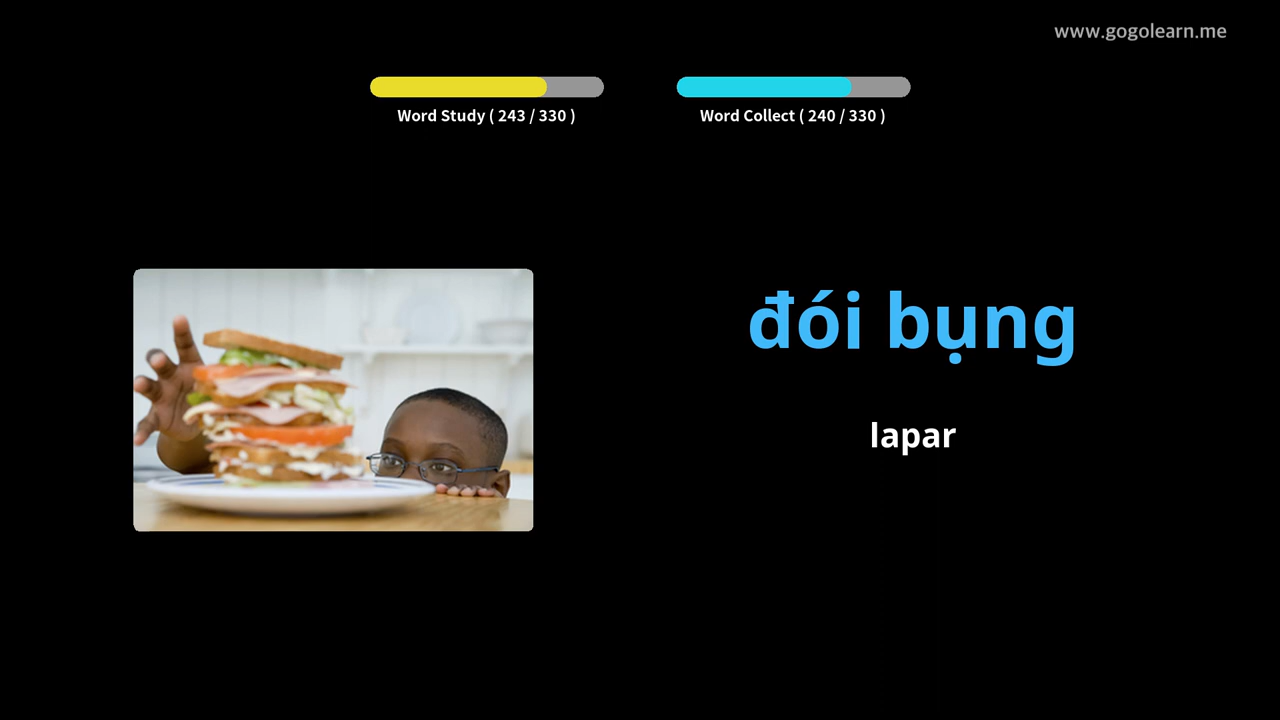 www.gogolearn.me
Word Study ( 243 / 330 )
Word Collect ( 240 / 330 )
đói bụng
lapar